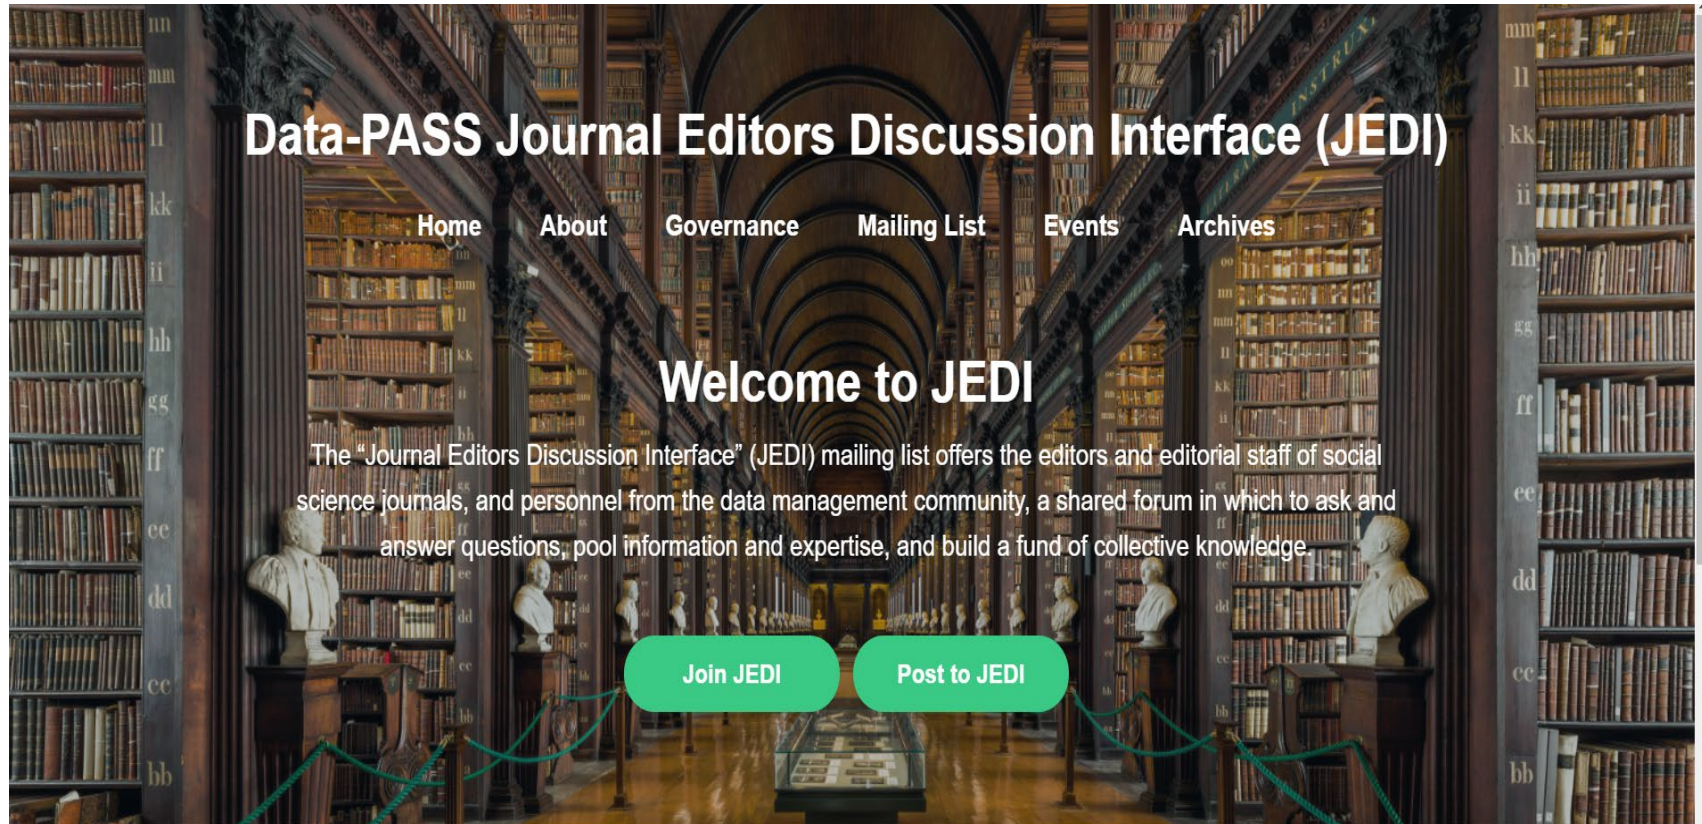 Data-PASS Journal Editors Discussion Interface (JEDI)
Home About Governance Mailing List Events Archives
Welcome to JEDI
The “Journal Editors Discussion Interface” (JEDI) mailing list offers the editors and editorial staff of social
science journals, and personnel from the data management community, a shared forum in which to ask and
answer questions, pool information and expertise, and build a fund of collective knowledge.
Join JEDI Post to JEDI